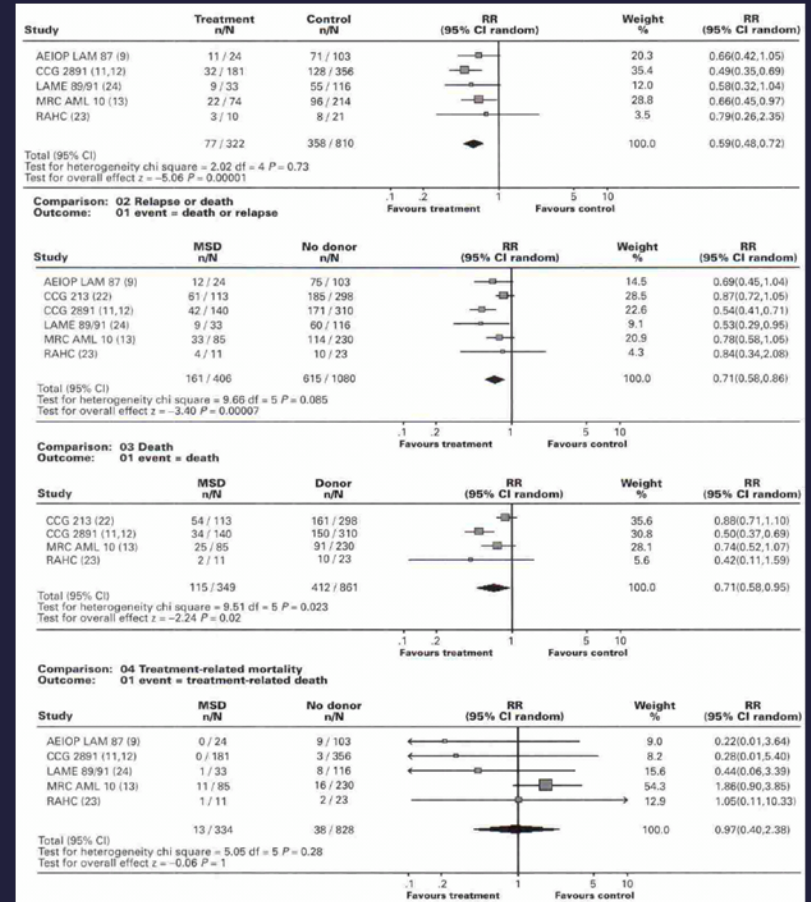 Treatment Control RR Weight RR
Study n/N n/N (95% CI random) % (95% CI random)
AEIOP LAM 87 (9) 11 / 24 71 / 103 20.3 0.66(0.42,1.05)
CCG 2891 (11,12) 32 / 181 128 / 356 35.4 0.49(0.35,0.69)
LAME 89/91 (24) 9 / 33 55 / 116 12.0 0.58(0.32,1.04)
MRC AML 10 (13) 22 / 74 96 / 214 28.8 0.66(0.45,0.97)
RAHC (23) 3 / 10 8 / 21 3.5 0.79(0.26,2.35)
77 / 322 358 / 810 100.0 0.59(0.48,0.72)
Total (95% CI)
Test for heterogeneity chi square = 2.02 df = 4 P = 0.73
Test for overall effect z = –5.06 P = 0.00001
.1 .2 1 5 10
Favours treatment Favours control
Comparison: 02 Relapse or death
Outcome: 01 event = death or relapse
MSD No donor RR Weight RR
Study n/N n/N (95% CI random) % (95% CI random)
AEIOP LAM 87 (9) 12 / 24 75 / 103 14.5 0.69(0.45,1.04)
CCG 213 (22) 61 / 113 185 / 298 28.5 0.87(0.72,1.05)
CCG 2891 (11,12) 42 / 140 171 / 310 22.6 0.54(0.41,0.71)
LAME 89/91 (24) 9 / 33 60 / 116 9.1 0.53(0.29,0.95)
MRC AML 10 (13) 33 / 85 114 / 230 20.9 0.78(0.58,1.05)
RAHC (23) 4 / 11 10 / 23 4.3 0.84(0.34,2.08)
161 / 406 615 / 1080 100.0 0.71(0.58,0.86)
Total (95% CI)
Test for heterogeneity chi square = 9.66 df = 5 P = 0.085
Test for overall effect z = –3.40 P = 0.00007
.1 .2 1 5 10
Favours treatment Favours control
Comparison: 03 Death
Outcome: 01 event = death
MSD Donor RR Weight RR
Study n/N n/N (95% CI random) % (95% CI random)
CCG 213 (22) 54 / 113 161 / 298 35.6 0.88(0.71,1.10)
CCG 2891 (11,12) 34 / 140 150 / 310 30.8 0.50(0.37,0.69)
MRC AML 10 (13) 25 / 85 91 / 230 28.1 0.74(0.52,1.07)
RAHC (23) 2 / 11 10 / 23 5.6 0.42(0.11,1.59)
115 / 349 412 / 861 100.0 0.71(0.58,0.95)
Total (95% CI)
Test for heterogeneity chi square = 9.51 df = 5 P = 0.023
Test for overall effect z = –2.24 P = 0.02
.1 .2 1 5 10
Favours treatment Favours control
Comparison: 04 Treatment-related mortality
Outcome: 01 event = treatment-related death
MSD No donor RR Weight RR
Study n/N n/N (95% CI random) % (95% CI random)
AEIOP LAM 87 (9) 0 / 24 9 / 103 9.0 0.22(0.01,3.64)
CCG 2891 (11,12) 0 / 181 3 / 356 8.2 0.28(0.01,5.40)
LAME 89/91 (24) 1 / 33 8 / 116 15.6 0.44(0.06,3.39)
MRC AML 10 (13) 11 / 85 16 / 230 54.3 1.86(0.90,3.85)
RAHC (23) 1 / 11 2 / 23 12.9 1.05(0.11,10.33)
13 / 334 38 / 828 100.0 0.97(0.40,2.38)
Total (95% CI)
Test for heterogeneity chi square = 5.05 df = 5 P = 0.28
Test for overall effect z = –0.06 P = 1
.1 .2 1 5 10
Favours treatment Favours control